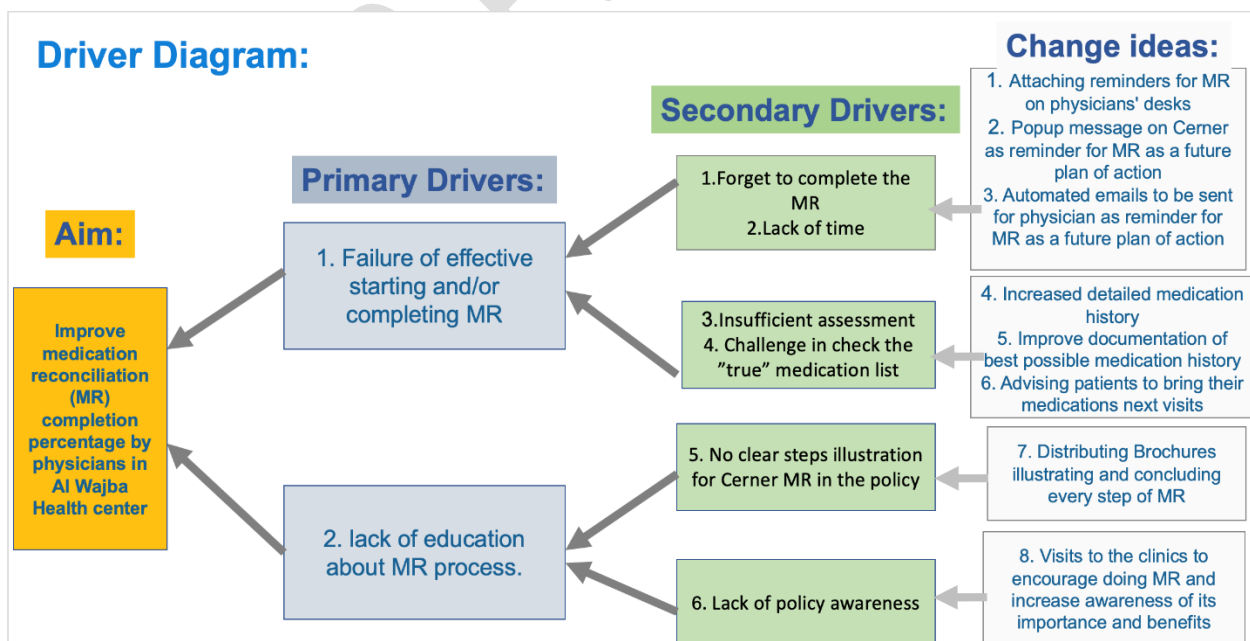 Driver Diagram:
Change ideas:
Secondary Drivers:
Primary Drivers:
Aim:
Improve
medication
reconciliation
(MR)
completion
percentage by
physicians in
Al Wajba
Health center
1. Failure of effective
starting and/or
completing MR
2. lack of education
about MR process.
1.Forget to complete the
MR
2.Lack of time
3.Insufficient assessment
4. Challenge in check the
”true” medication list
5. No clear steps illustration
for Cerner MR in the policy
6. Lack of policy awareness
1. Attaching reminders for MR
on physicians' desks
2. Popup message on Cerner
as reminder for MR as a future
plan of action
3. Automated emails to be sent
for physician as reminder for
MR as a future plan of action
4. Increased detailed medication
history
5. Improve documentation of
best possible medication history
6. Advising patients to bring their
medications next visits
7. Distributing Brochures
illustrating and concluding
every step of MR
8. Visits to the clinics to
encourage doing MR and
increase awareness of its
importance and benefits